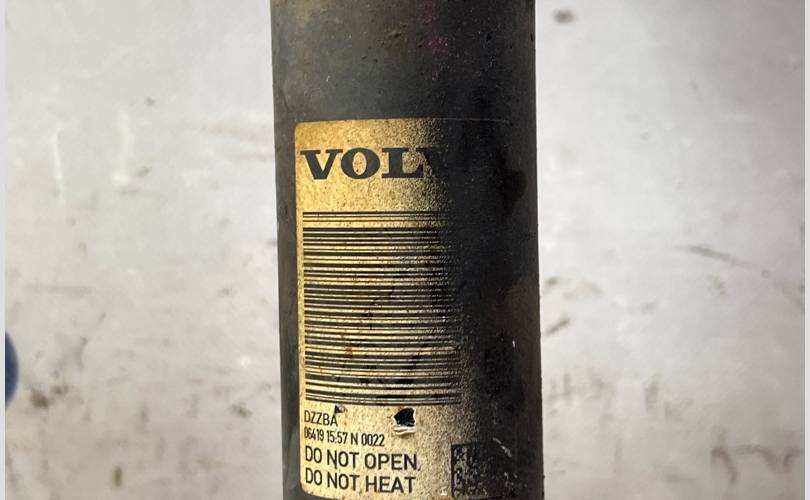 VOLV
DZZBA
06419 15:57 N 0022
DO NOT OPEN,
DO NOT HEAT